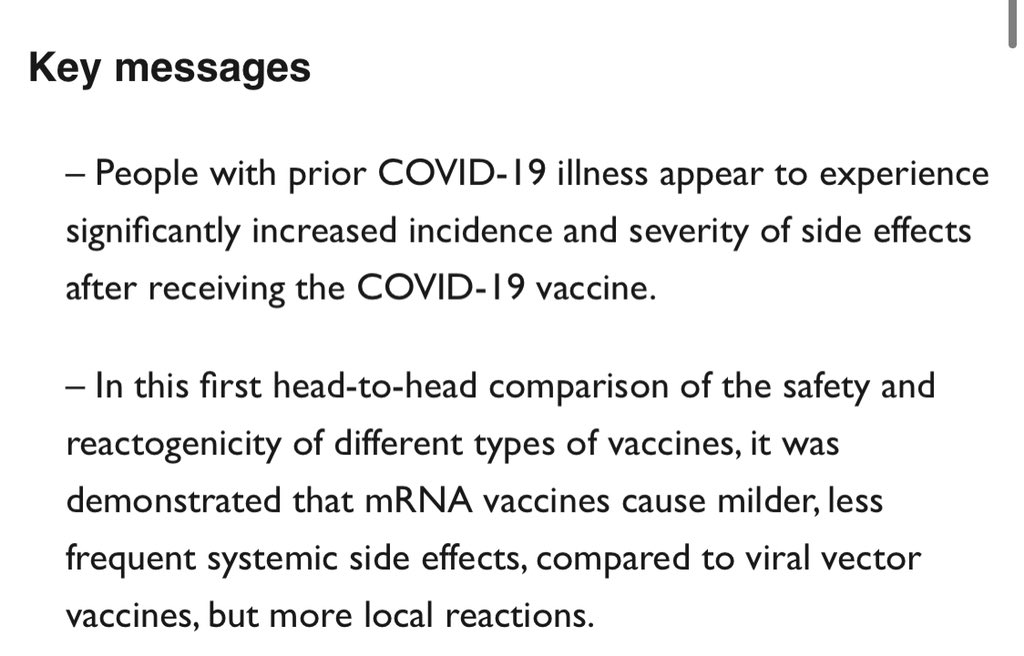 Key messages
– People with prior COVID-19 illness appear to experience
significantly increased incidence and severity of side effects
after receiving the COVID-19 vaccine.
– In this first head-to-head comparison of the safety and
reactogenicity of different types of vaccines, it was
demonstrated that mRNA vaccines cause milder, less
frequent systemic side effects, compared to viral vector
vaccines, but more local reactions.